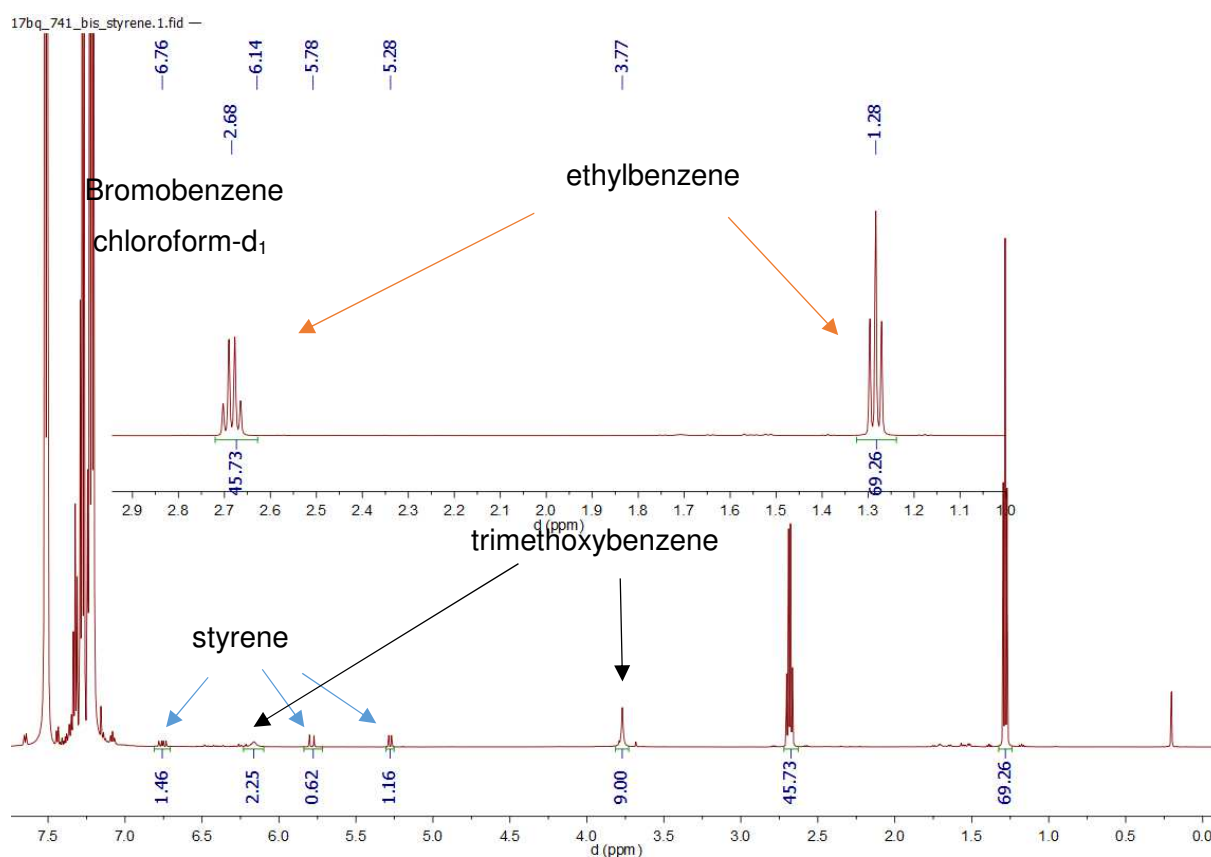 17bq_741_bis_styrene.1.fid —
—6.76
—6.14
—5.78
—5.28
—3.77
—2.68
—1.28
Bromobenzene
chloroform-d₁
ethylbenzene
45.73
69.26
2.9 2.8 2.7 2.6 2.5 2.4 2.3 2.2 2.1 2.0 1.9 1.8 1.7 1.6 1.5 1.4 1.3 1.2 1.1 1.0
d (ppm)
trimethoxybenzene
styrene
1.46
2.25
0.62
1.16
9.00
45.73
69.26
7.5 7.0 6.5 6.0 5.5 5.0 4.5 4.0 3.5 3.0 2.5 2.0 1.5 1.0 0.5 0.0
d (ppm)